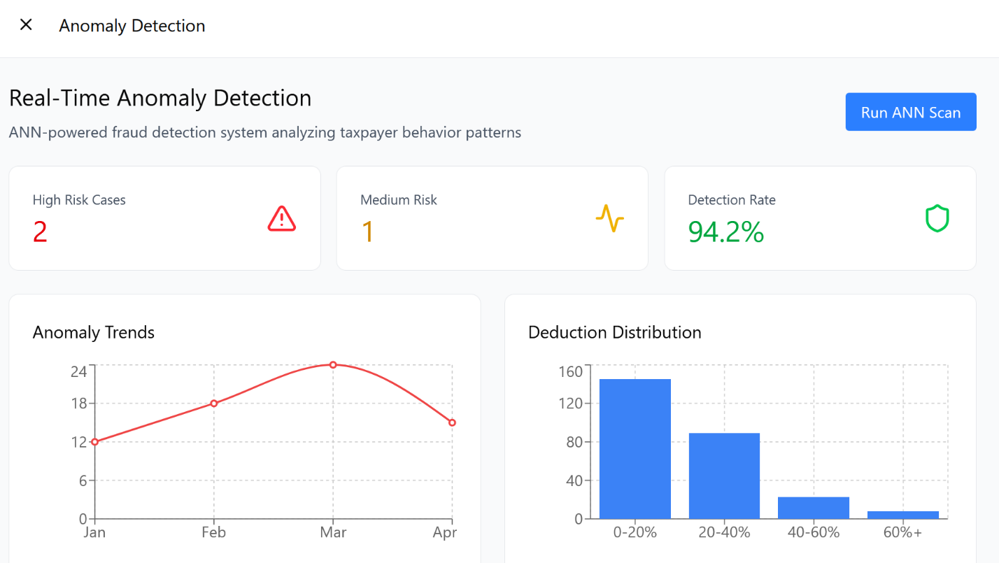 Anomaly Detection
Real-Time Anomaly Detection
ANN-powered fraud detection system analyzing taxpayer behavior patterns
Run ANN Scan
High Risk Cases
2
Medium Risk
1
Detection Rate
94.2%
Anomaly Trends
24
18
12
6
0
Jan Feb Mar Apr
Deduction Distribution
160
120
80
40
0
0-20% 20-40% 40-60% 60%+